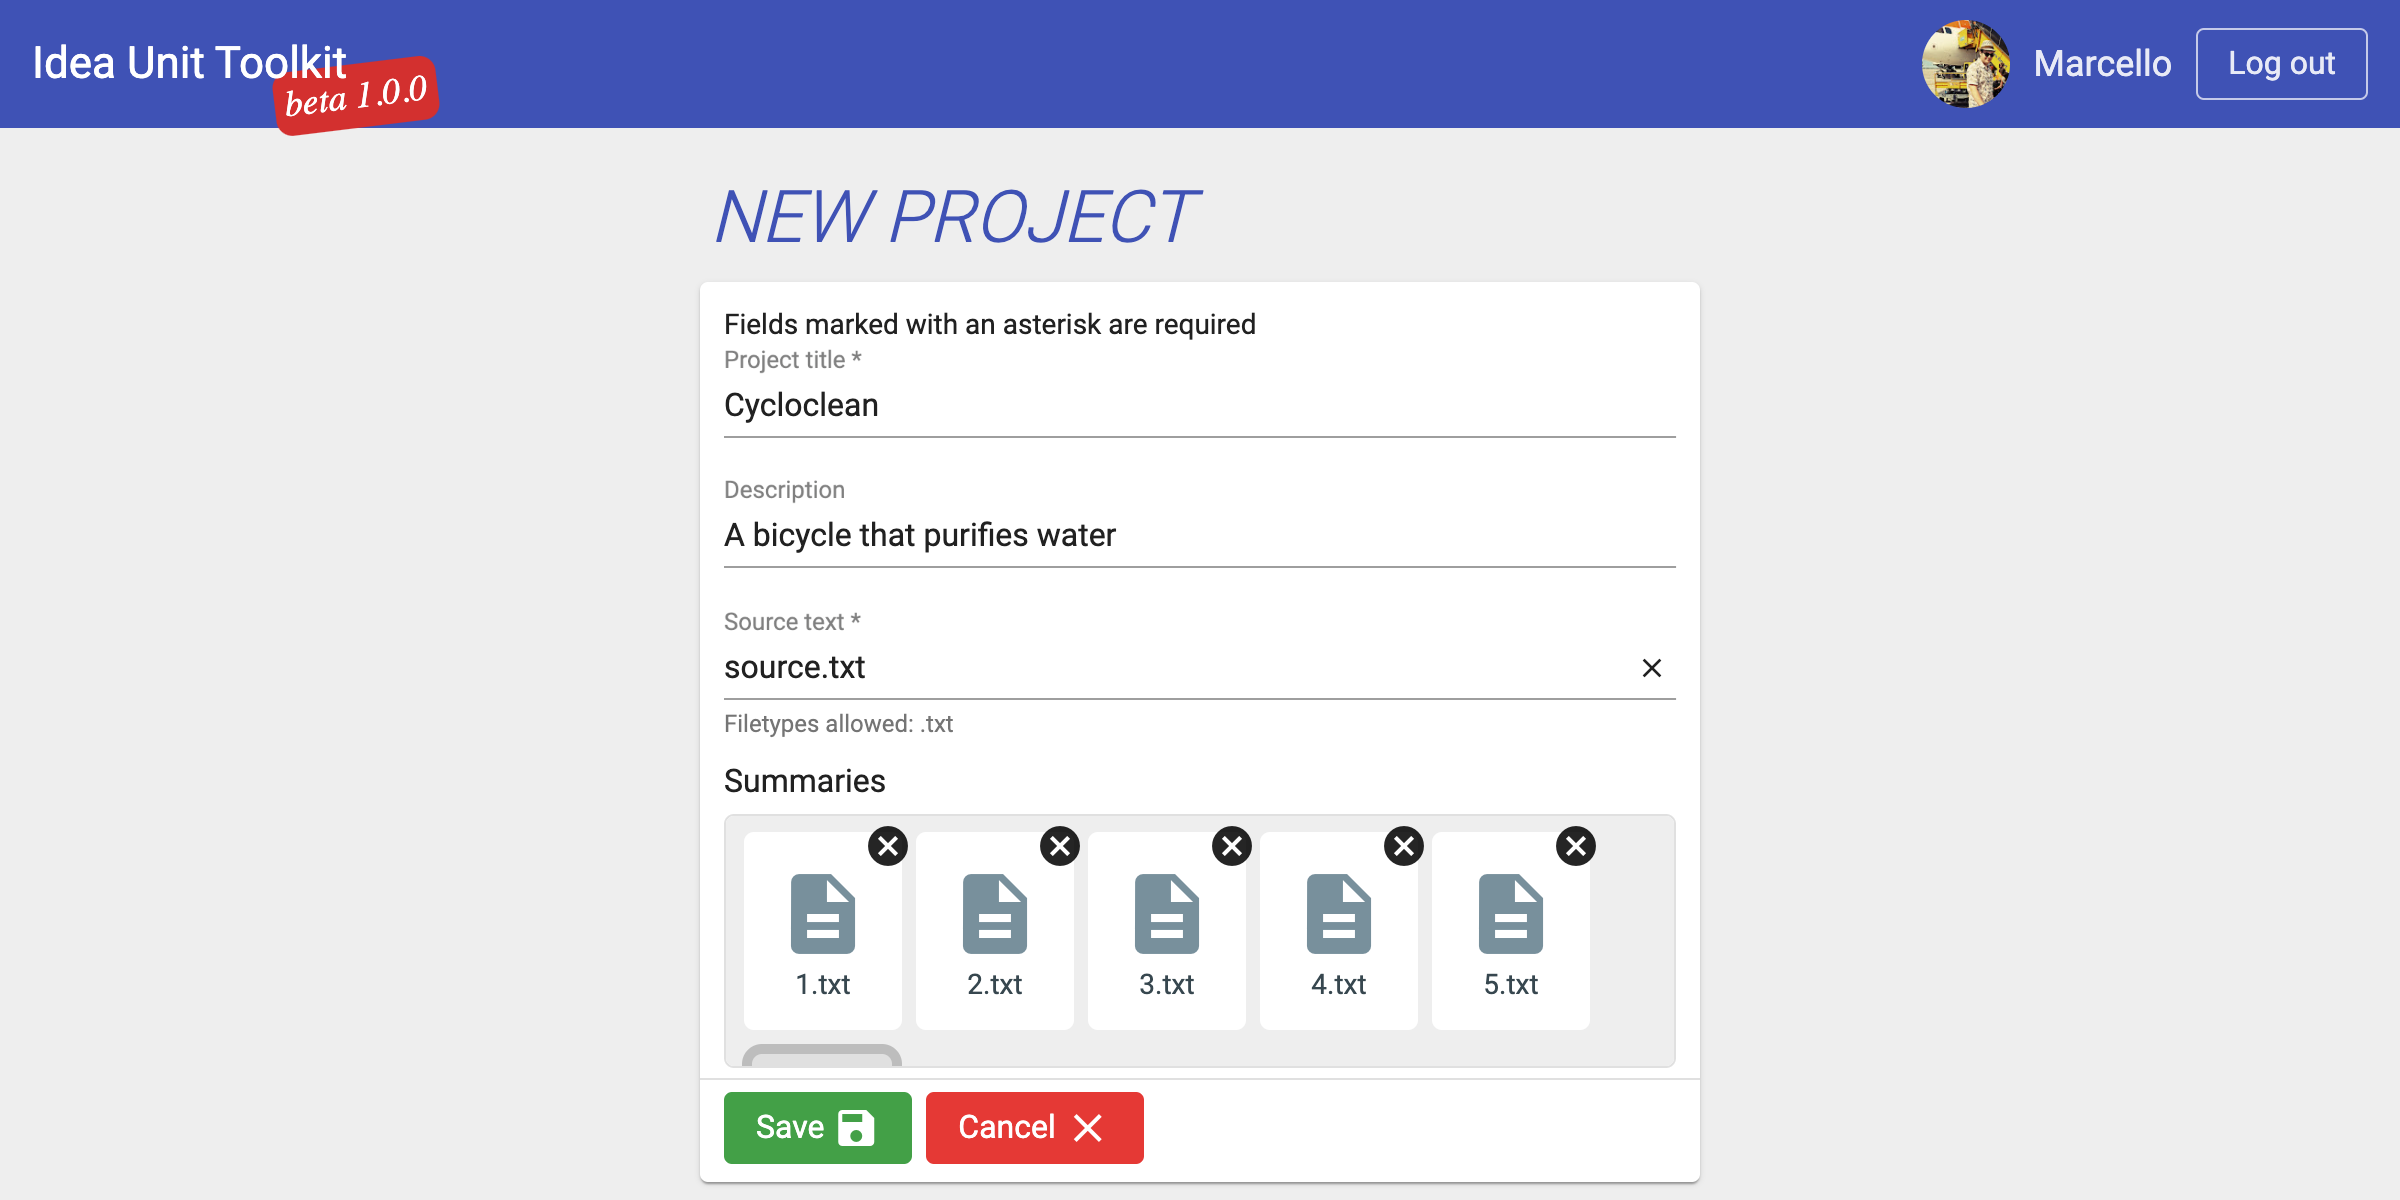 Idea Unit Toolkit
beta 1.0.0
Marcello
Log out
NEW PROJECT
Fields marked with an asterisk are required
Project title *
Cycloclean
Description
A bicycle that purifies water
Source text *
source.txt
Filetypes allowed: .txt
Summaries
1.txt
2.txt
3.txt
4.txt
5.txt
Save
Cancel